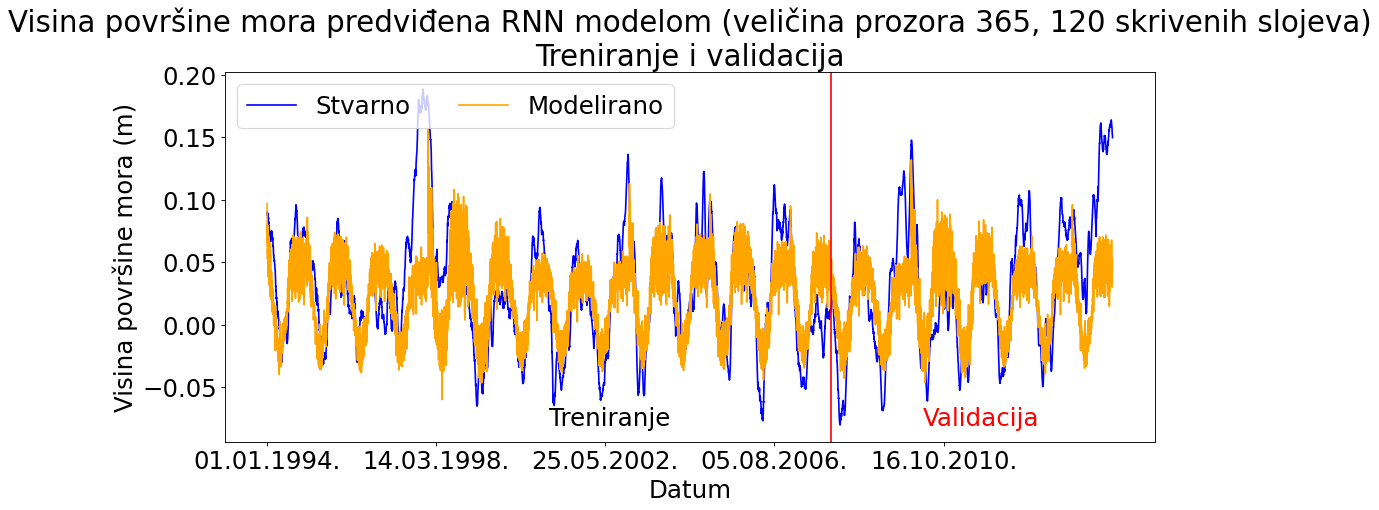 Visina površine mora predviđena RNN modelom (veličina prozora 365, 120 skrivenih slojeva)
Treniranje i validacija
Stvarno Modelirano
Visina površine mora (m)
0.20
0.15
0.10
0.05
0.00
−0.05
Treniranje Validacija
01.01.1994. 14.03.1998. 25.05.2002. 05.08.2006. 16.10.2010.
Datum